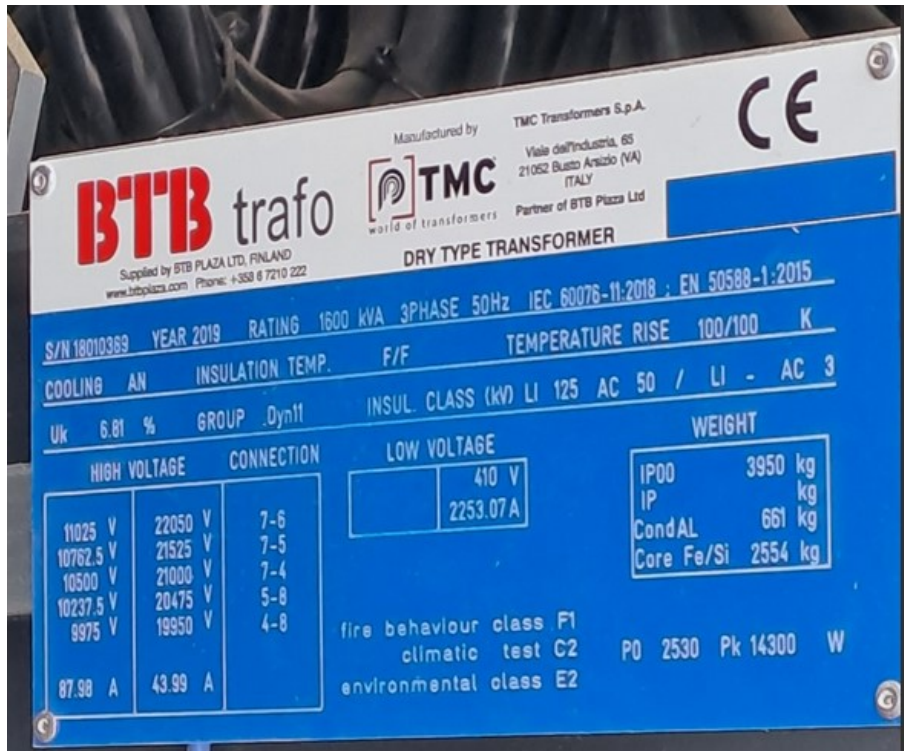 BTB trafo
Supplied by BTB PLAZA LTD, FINLAND
www.btbplaza.com Phone: +358 6 7210 222
Manufactured by
TMC
world of transformers
TMC Transformers S.p.A.
Viale dell'Industria, 65
21052 Busto Arsizio (VA)
ITALY
Partner of BTB Plaza Ltd
CE
DRY TYPE TRANSFORMER
S/N 18010369 YEAR 2019 RATING 1600 kVA 3PHASE 50Hz IEC 60076-11:2018 ; EN 50588-1:2015
COOLING AN INSULATION TEMP. F/F TEMPERATURE RISE 100/100 K
Uk 6.81 % GROUP .Dyn11 INSUL. CLASS (kV) LI 125 AC 50 / LI - AC 3
HIGH VOLTAGE CONNECTION
11025 V 22050 V 7-6
10762.5 V 21525 V 7-5
10500 V 21000 V 7-4
10237.5 V 20475 V 5-8
9975 V 19950 V 4-8
87.98 A 43.99 A
LOW VOLTAGE
410 V
2253.07 A
WEIGHT
IP00 3950 kg
IP kg
CondAL 661 kg
Core Fe/Si 2554 kg
fire behaviour class F1
climatic test C2
environmental class E2
P0 2530 Pk 14300 W